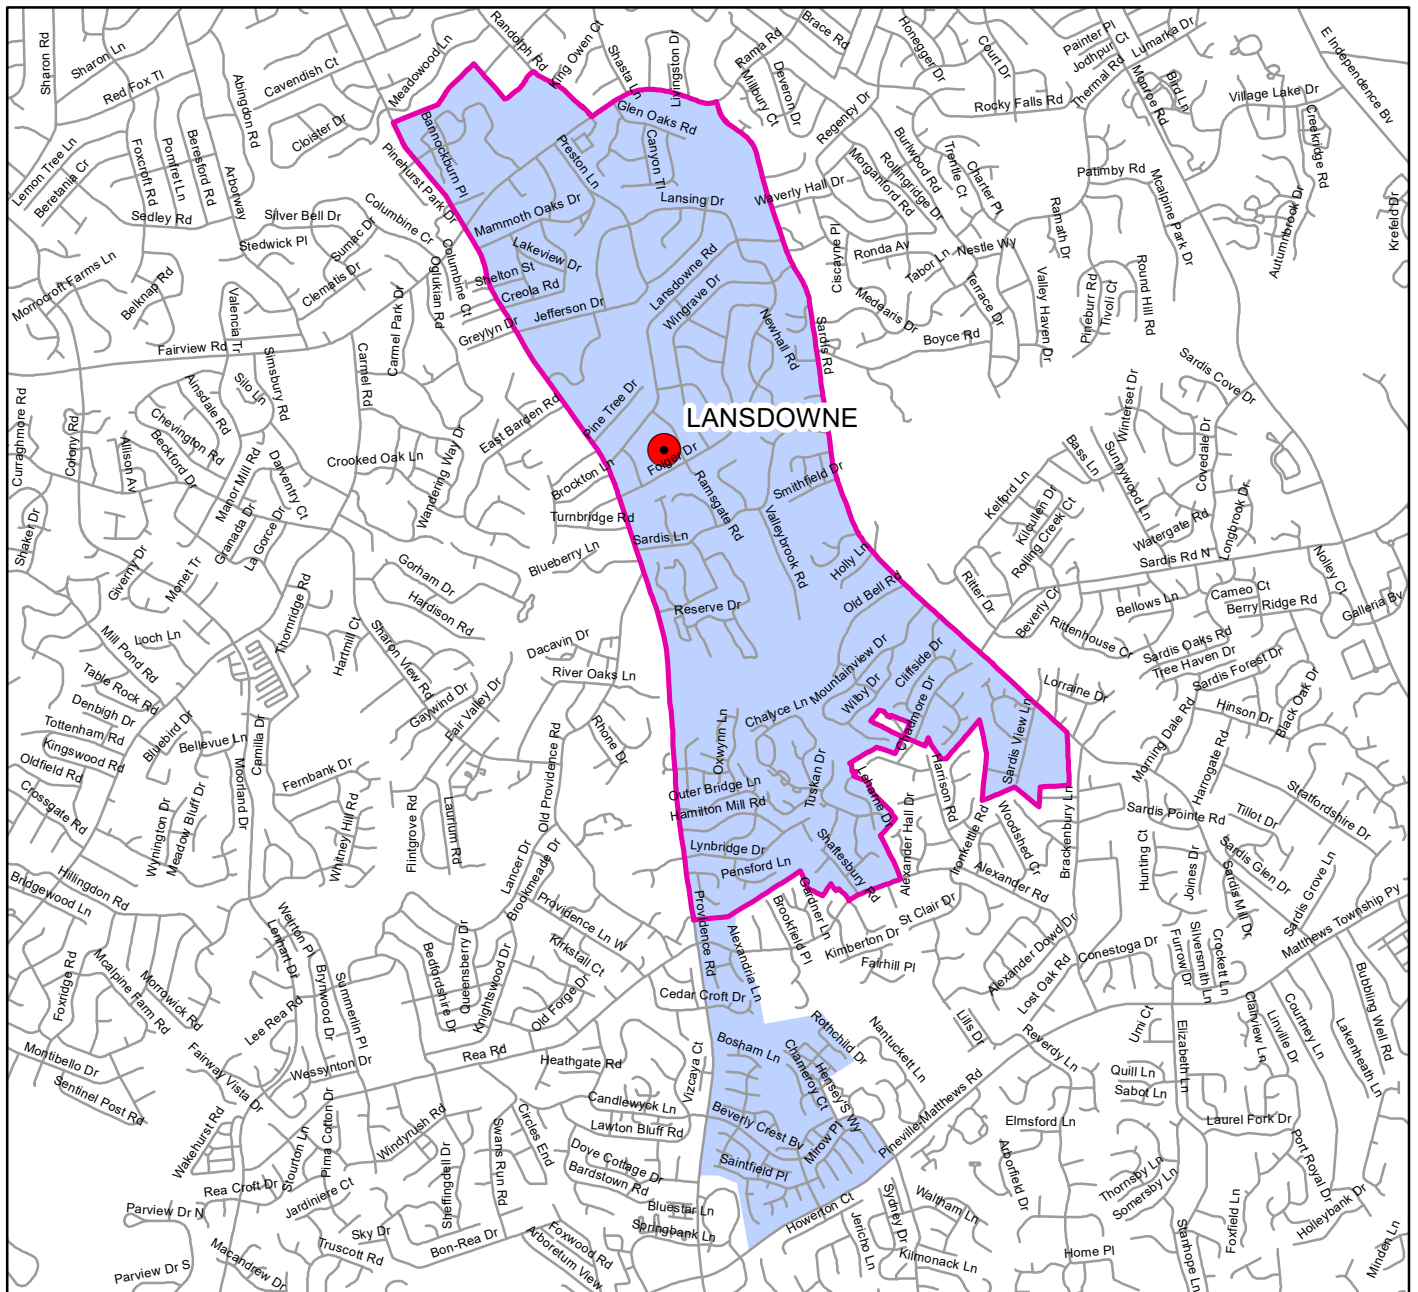 Sharon Rd
Sharon Ln
Red Fox Tl
Abingdon Rd
Cavendish Ct
Meadowood Ln
Randolph Rd
King Owen Ct
Shasta Ln
Livingston Dr
Rama Rd
Brace Rd
Millbury Ct
Deveron Dr
Honegger Dr
Court Dr
Painter Pl
Jodhpur Ct
Lumarka Dr
Thermal Rd
Monroe Rd
Bird Ln
Village Lake Dr
E Independence Bv
Rocky Falls Rd
Regency Dr
Creekridge Rd
Lemon Tree Ln
Beretania Cr
Foxcroft Rd
Pomfret Ln
Beresford Rd
Arborway
Cloister Dr
Pinehurst Park Dr
Bannockburn Pl
Glen Oaks Rd
Preston Ln
Canyon Tl
Lansing Dr
Waverly Hall Dr
Morganford Rd
Rollingridge Dr
Burlwood Rd
Trentle Ct
Charter Pl
Patimby Rd
Mcalpine Park Dr
Ramath Dr
Autumnbrook Dr
Krefeld Dr
Sedley Rd
Silver Bell Dr
Stedwick Pl
Sumac Dr
Columbine Cr
Clematis Dr
Columbine Ct
Oglukian Rd
Mammoth Oaks Dr
Lakeview Dr
Shelton St
Creola Rd
Jefferson Dr
Greylyn Dr
Lansdowne Rd
Wingrave Dr
Newhall Rd
Sardis Rd
Ciscayne Pl
Ronda Av
Tabor Ln
Nestle Wy
Terrace Dr
Medearis Dr
Boyce Rd
Valley Haven Dr
Pineburr Rd
Tivoli Ct
Round Hill Rd
Morrocroft Farms Ln
Belknap Rd
Valencia Tr
Fairview Rd
Simsbury Rd
Silo Ln
Carmel Rd
Carmel Park Dr
Sardis Cove Dr
Curraghmore Rd
Colony Rd
Ainsdale Rd
Chevington Rd
Beckford Dr
Allison Av
Manor Mill Rd
Darventry Ct
Granada Dr
La Gorce Dr
Crooked Oak Ln
Wandering Way Dr
East Barden Rd
Pine Tree Dr
LANSDOWNE
Folger Dr
Brockton Ln
Turnbridge Rd
Ramsgate Rd
Smithfield Dr
Valleybrook Rd
Sardis Ln
Blueberry Ln
Holly Ln
Old Bell Rd
Reserve Dr
Kelford Ln
Kilcullen Dr
Rolling Creek Ct
Bass Ln
Sunnywood Ln
Winterset Dr
Covedale Dr
Watergate Rd
Longbrook Dr
Sardis Rd N
Nolley Ct
Galleria Bv
Ritter Dr
Beverly Cr
Bellows Ln
Cameo Ct
Berry Ridge Rd
Rittenhouse Cr
Sardis Oaks Rd
Tree Haven Dr
Sardis Forest Dr
Shaker Dr
Giverny Dr
Monet Tr
Mill Pond Rd
Loch Ln
Thornridge Rd
Hartmill Ct
Gorham Dr
Hardison Rd
Sharon View Rd
Dacavin Dr
River Oaks Ln
Gaywind Dr
Fair Valley Dr
Rhone Dr
Old Providence Rd
Table Rock Rd
Denbigh Dr
Tottenham Rd
Kingswood Rd
Oldfield Rd
Crossgate Rd
Bluebird Dr
Bellevue Ln
Moorland Dr
Camilla Dr
Fernbank Dr
Wynington Dr
Meadow Bluff Dr
Whitney Hill Rd
Flintgrove Rd
Laurium Rd
Lancer Dr
Brookmeade Dr
Chalyce Ln
Mountainview Dr
Wilby Dr
Cliffside Dr
Chadmore Dr
Sardis View Ln
Lorraine Dr
Oxwynn Ln
Outer Bridge Ln
Hamilton Mill Rd
Tuskan Dr
Leharne Dr
Lynbridge Dr
Pensford Ln
Shaftesbury Rd
Alexander Hall Dr
Harrison Rd
Ironkettle Rd
Woodshed Cr
Brackenbury Ln
Alexander Rd
Morning Dale Rd
Harrogate Rd
Hinson Dr
Black Oak Dr
Stratfordshire Dr
Sardis Pointe Rd
Tillot Dr
Hunting Ct
Joines Dr
Sardis Glen Dr
Sardis Mill Dr
Sardis Grove Ln
Matthews Township Py
Hillingdon Rd
Bridgewood Ln
Foxridge Rd
Mcalpine Farm Rd
Morrowick Rd
Welrton Pl
Lenhart Dr
Brynwood Dr
Summerlin Pl
Lee Rea Rd
Bedfordshire Dr
Queensberry Dr
Knightswood Dr
Providence Ln W
Kirkstall Ct
Old Forge Dr
Providence Rd
Alexandria Ln
Brookfield Pl
Gardner Ln
Kimberton Dr
St Clair Dr
Fairhill Pl
Cedar Croft Dr
Alexander Dowd Dr
Lost Oak Rd
Conestoga Dr
Furrow Dr
Silversmith Ln
Crockett Ln
Clairview Ln
Linville Dr
Courtney Ln
Lakenheath Ln
Bubbling Well Rd
Montibello Dr
Sentinel Post Rd
Fairway Vista Dr
Wessynton Dr
Rea Rd
Heathgate Rd
Vizcaya Ct
Bosham Ln
Rothchild Dr
Chameroy Ct
Hensey'S Wy
Nantuckett Ln
Lills Dr
Reverdy Ln
Umi Ct
Elizabeth Ln
Quill Ln
Sabot Ln
Laurel Fork Dr
Port Royal Dr
Candlewyck Ln
Lawton Bluff Rd
Beverly Crest Bv
Mirow Pl
Saintfield Pl
Pineville-Matthews Rd
Elmsford Ln
Arborfield Dr
Wakehurst Rd
Stourton Ln
Pima Cotton Dr
Windyrush Rd
Swans Run Rd
Circles End
Dove Cottage Dr
Bardstown Rd
Bluestar Ln
Springbank Ln
Howerton Ct
Jericho Ln
Sydney Dr
Waltham Ln
Kilmonack Ln
Home Pl
Thornsby Ln
Somersby Ln
Stanhope Ln
Foxfield Ln
Holleybank Dr
Minden Ln
Rea Croft Dr
Parview Dr N
Parview Dr S
Macandrew Dr
Jardiniere Ct
Sky Dr
Truscott Rd
Sheffingdell Dr
Bon-Rea Dr
Foxwood Rd
Arboretum View